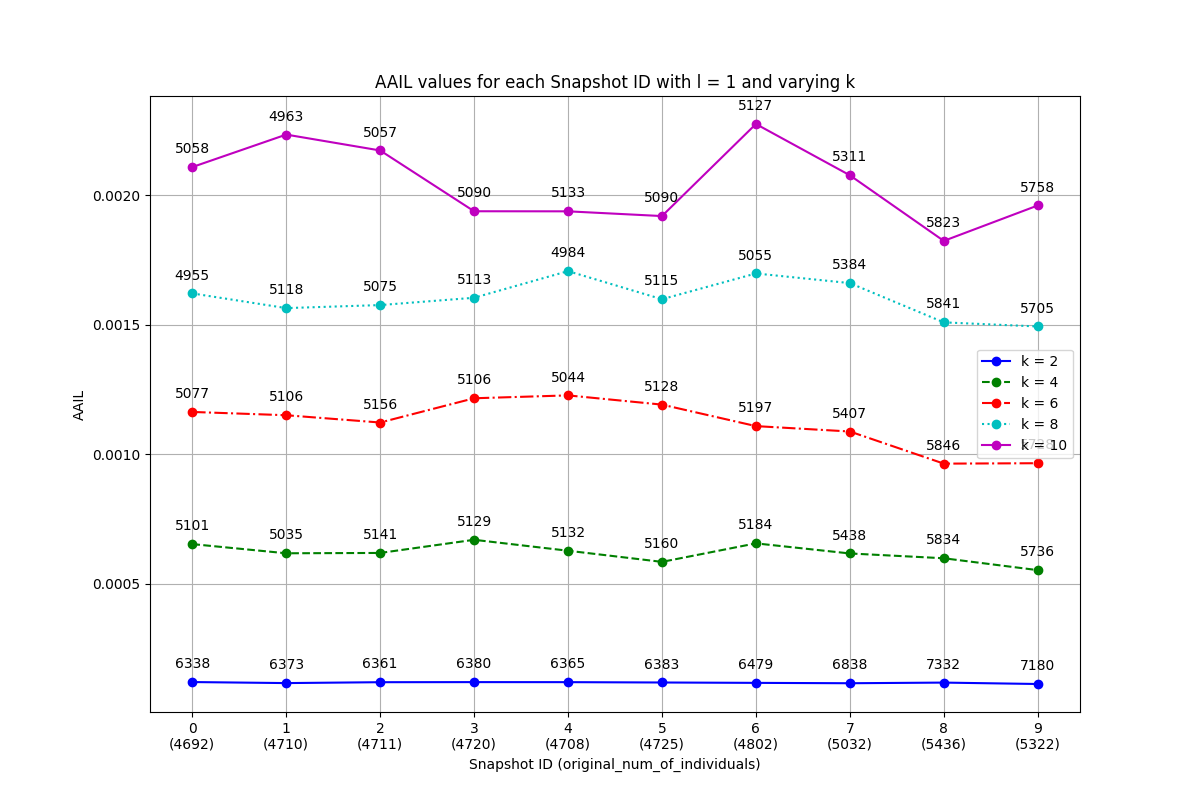 AAIL values for each Snapshot ID with l = 1 and varying k
AAIL
0.0020
0.0015
0.0010
0.0005
5058 4963 5057 5090 5133 5090 5127 5311 5823 5758
4955 5118 5075 5113 4984 5115 5055 5384 5841 5705
5077 5106 5156 5106 5044 5128 5197 5407 5846
5101 5035 5141 5129 5132 5160 5184 5438 5834 5736
6338 6373 6361 6380 6365 6383 6479 6838 7332 7180
k = 2
k = 4
k = 6
k = 8
k = 10
0 1 2 3 4 5 6 7 8 9
(4692) (4710) (4711) (4720) (4708) (4725) (4802) (5032) (5436) (5322)
Snapshot ID (original_num_of_individuals)